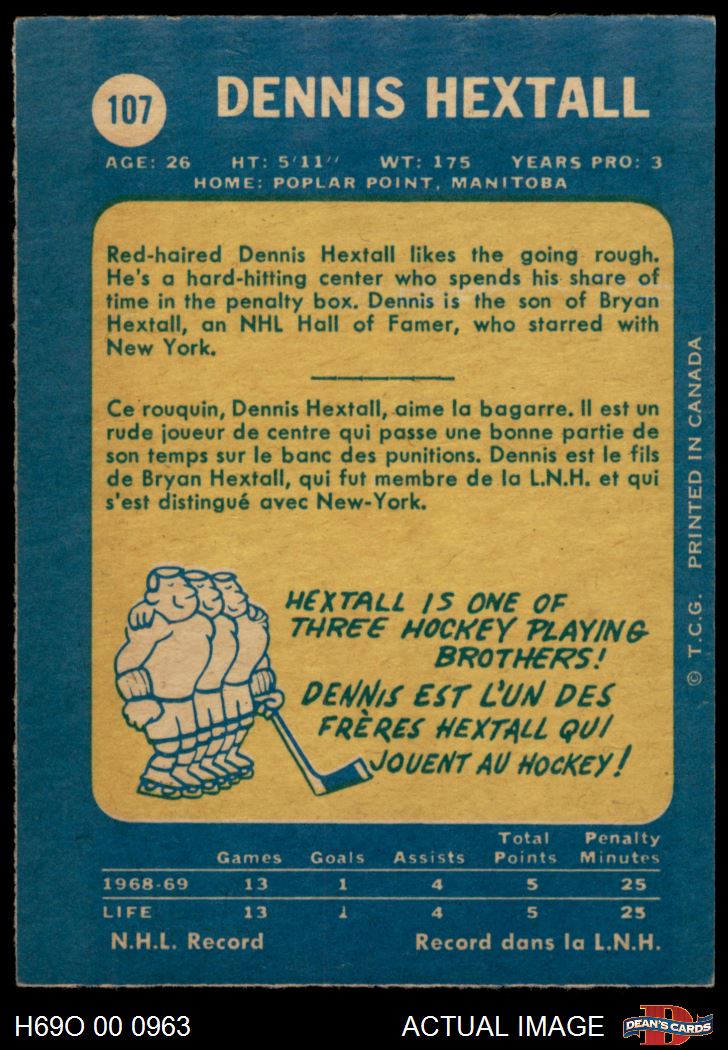 107
DENNIS HEXTALL
AGE: 26 HT: 5'11'' WT: 175 YEARS PRO: 3
HOME: POPLAR POINT, MANITOBA
Red-haired Dennis Hextall likes the going rough.
He's a hard-hitting center who spends his share of
time in the penalty box. Dennis is the son of Bryan
Hextall, an NHL Hall of Famer, who starred with
New York.
Ce rouquin, Dennis Hextall, aime la bagarre. Il est un
rude joueur de centre qui passe une bonne partie de
son temps sur le banc des punitions. Dennis est le fils
de Bryan Hextall, qui fut membre de la L.N.H. et qui
s'est distingué avec New-York.
HEXTALL IS ONE OF
THREE HOCKEY PLAYING
BROTHERS!
DENNIS EST L'UN DES
FRÈRES HEXTALL QUI
JOUENT AU HOCKEY!
© T.C.G. PRINTED IN CANADA
Games Goals Assists Total Points Penalty Minutes
1968-69 13 1 4 5 25
LIFE 13 1 4 5 25
N.H.L. Record Record dans la L.N.H.
H69O 00 0963 ACTUAL IMAGE D DEAN'S CARDS